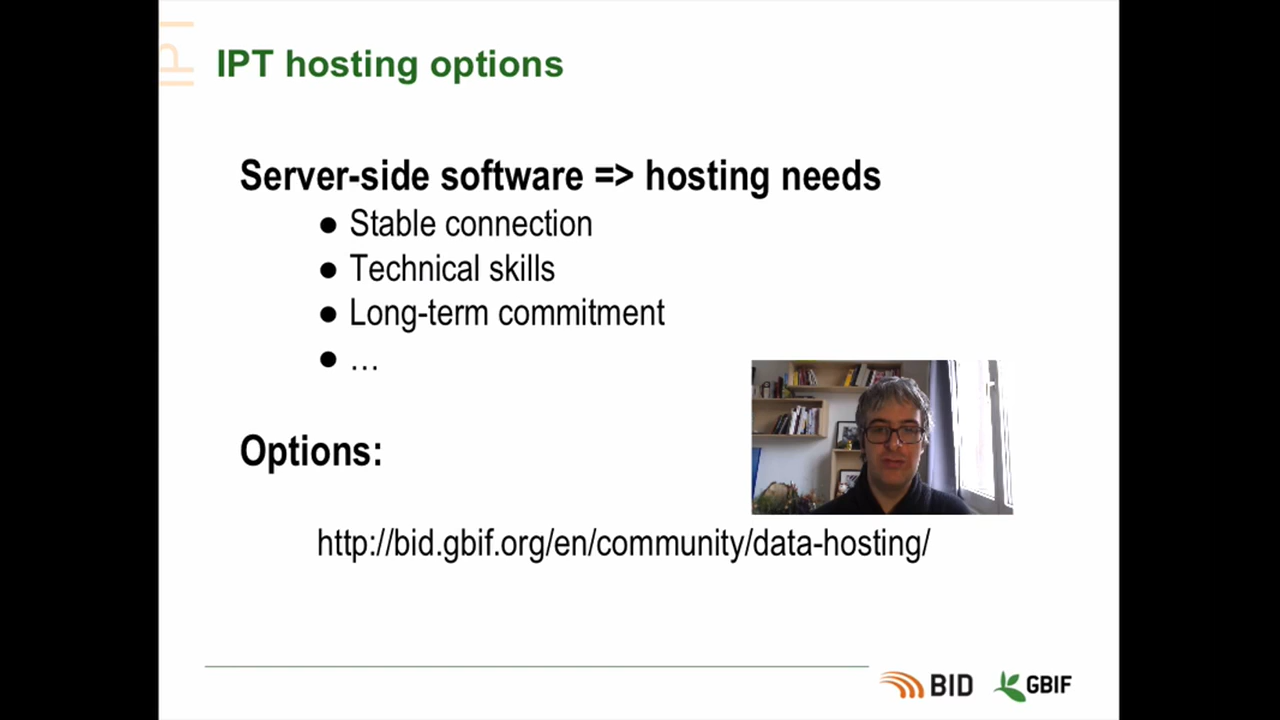 IPT
IPT hosting options
Server-side software => hosting needs
● Stable connection
● Technical skills
● Long-term commitment
● …
Options:
http://bid.gbif.org/en/community/data-hosting/
BID
GBIF